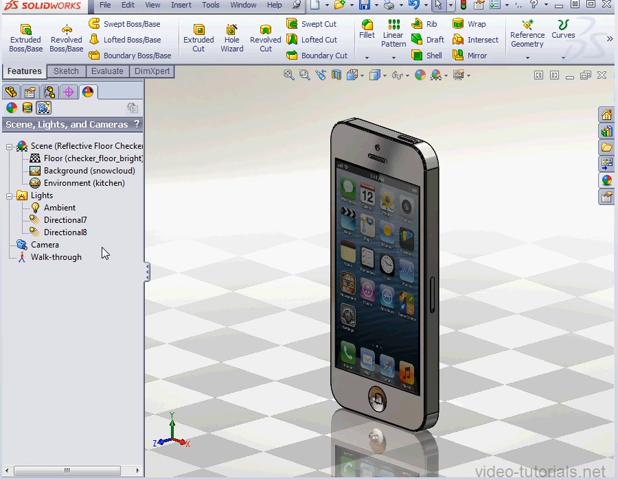 SOLIDWORKS File Edit View Insert Tools Window Help
Extruded Boss/Base
Revolved Boss/Base
Swept Boss/Base
Lofted Boss/Base
Boundary Boss/Base
Extruded Cut
Hole Wizard
Revolved Cut
Swept Cut
Lofted Cut
Boundary Cut
Fillet
Linear Pattern
Rib
Draft
Shell
Wrap
Intersect
Mirror
Reference Geometry
Curves
Features Sketch Evaluate DimXpert
Scene, Lights, and Cameras ?
Scene (Reflective Floor Checker
Floor (checker_floor_bright)
Background (snowcloud)
Environment (kitchen)
Lights
Ambient
Directional7
Directional8
Camera
Walk-through
Y
Z X
video-tutorials.net